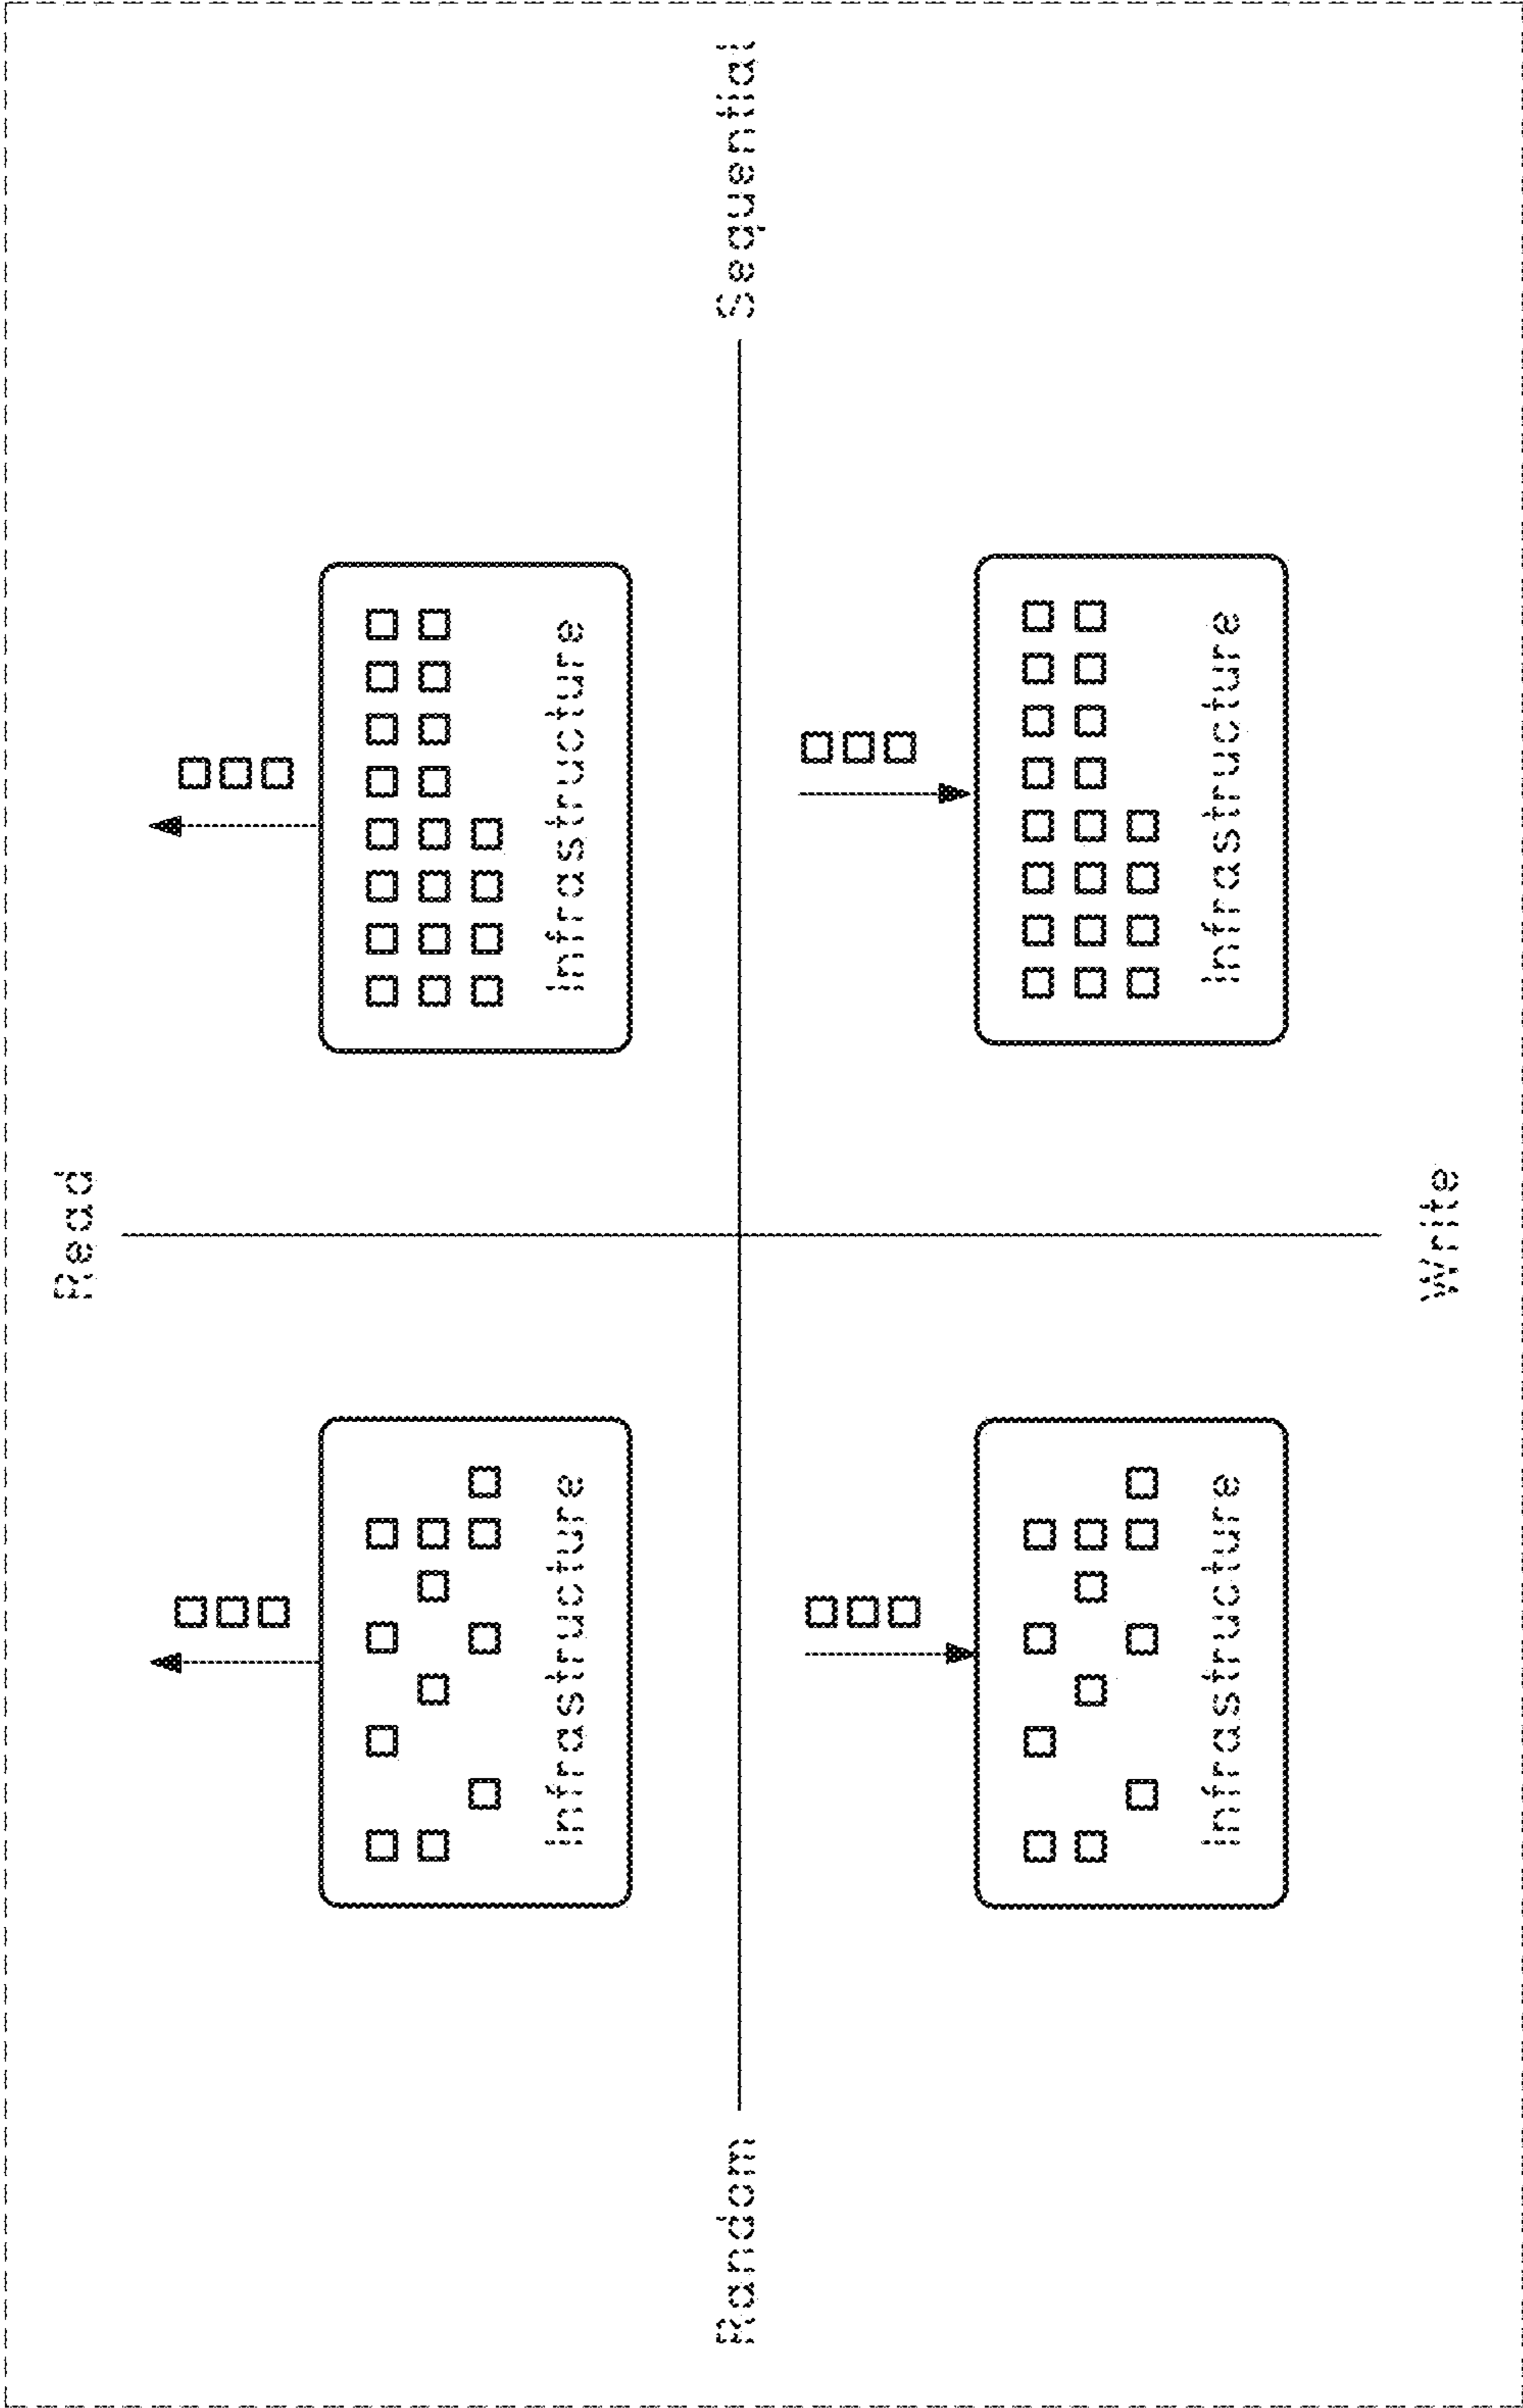 Read
Infrastructure
Infrastructure
Random
Sequential
Infrastructure
Infrastructure
Write